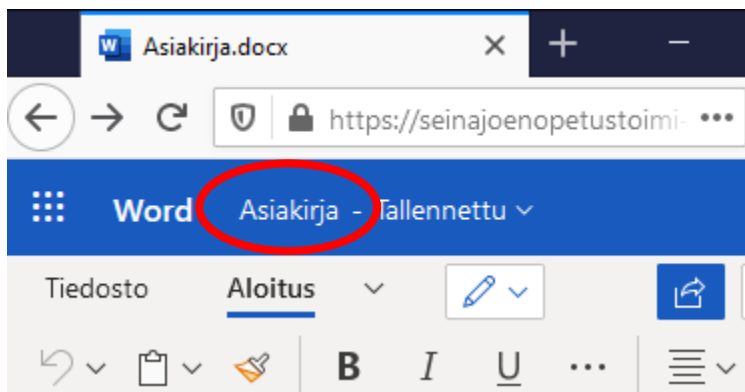 Asiakirja.docx
https://seinajoenopetustoimi-
Word Asiakirja - Tallennettu
Tiedosto Aloitus
B I U